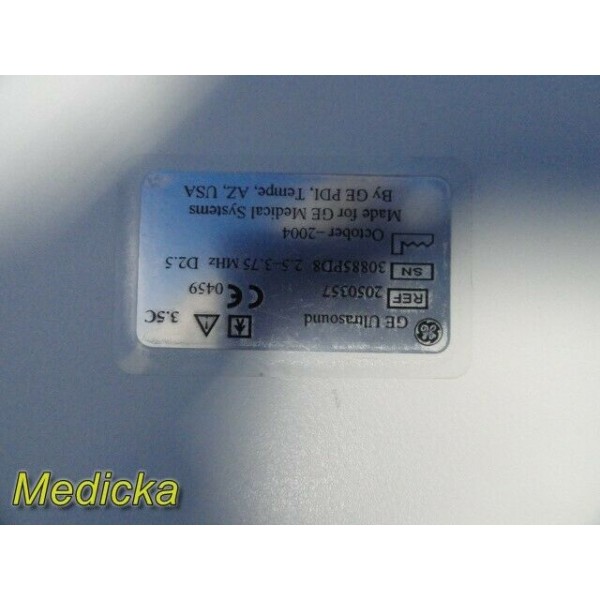 GE Ultrasound 3.5C
REF 2050357 CE 0459
SN 30885PD8 2.5-3.75 MHz D2.5
October-2004
Made for GE Medical Systems
By GE PDI, Tempe, AZ, USA
Medicka